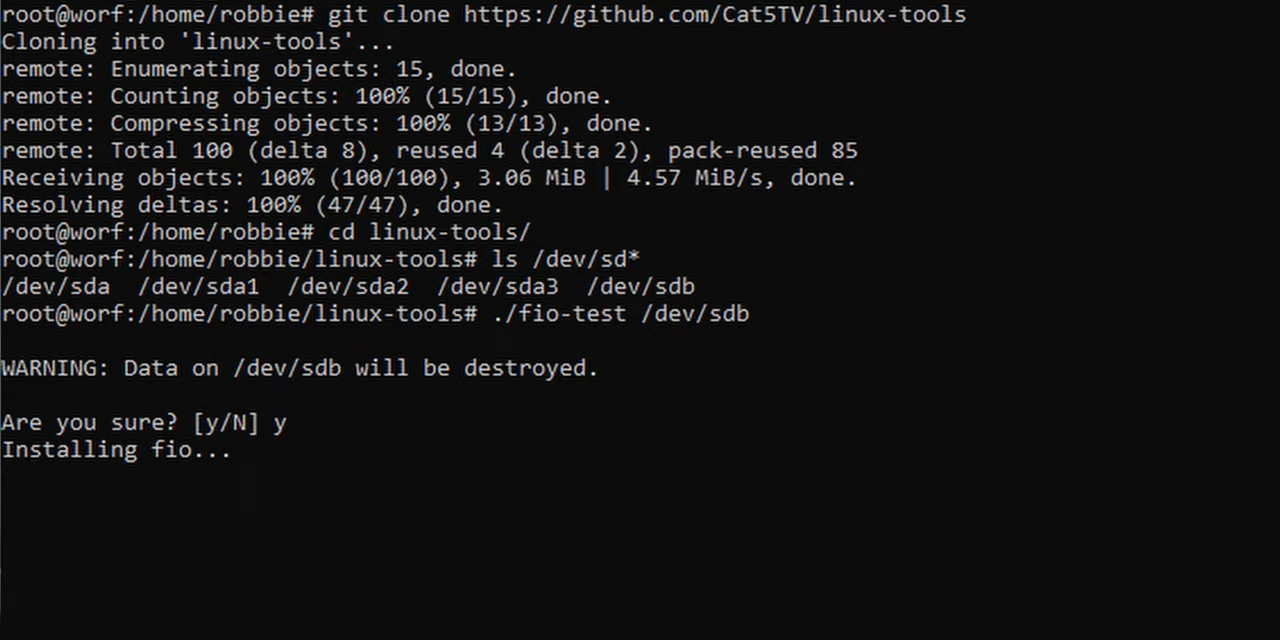 root@worf:/home/robbie# git clone https://github.com/Cat5TV/linux-tools
Cloning into 'linux-tools'...
remote: Enumerating objects: 15, done.
remote: Counting objects: 100% (15/15), done.
remote: Compressing objects: 100% (13/13), done.
remote: Total 100 (delta 8), reused 4 (delta 2), pack-reused 85
Receiving objects: 100% (100/100), 3.06 MiB | 4.57 MiB/s, done.
Resolving deltas: 100% (47/47), done.
root@worf:/home/robbie# cd linux-tools/
root@worf:/home/robbie/linux-tools# ls /dev/sd*
/dev/sda  /dev/sda1  /dev/sda2  /dev/sda3  /dev/sdb
root@worf:/home/robbie/linux-tools# ./fio-test /dev/sdb
WARNING: Data on /dev/sdb will be destroyed.
Are you sure? [y/N] y
Installing fio...